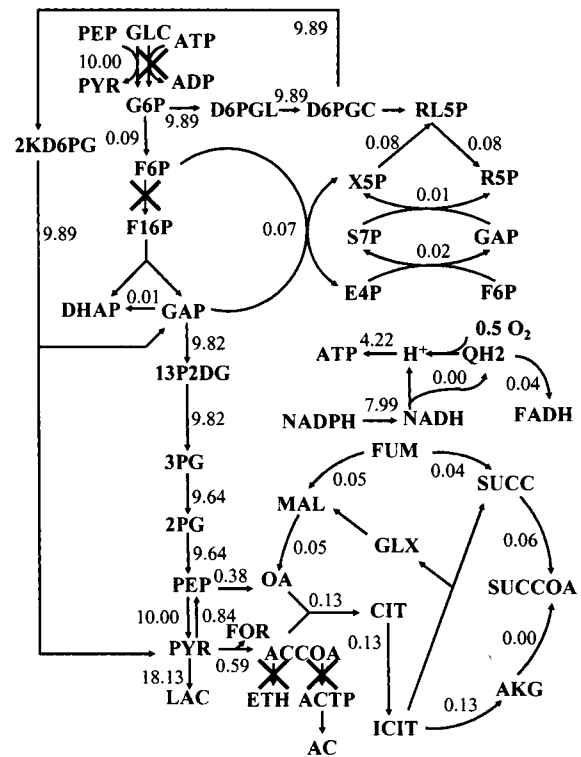 9.89
PEP GLC ATP
10.00
PYR ADP
G6P D6PGL 9.89 D6PGC RL5P
9.89
0.09
2KD6PG
F6P
0.08 0.08
X5P R5P
0.01
9.89
F16P
0.07
S7P GAP
0.02
E4P F6P
DHAP 0.01 GAP
9.82
0.5 O2
ATP 4.22 H+ QH2
13P2DG
0.00
0.04
NADPH 7.99 NADH FADH
9.82
FUM
3PG
0.05 0.04
SUCC
9.64
MAL
2PG
GLX
0.06
9.64
0.05
PEP 0.38 OA SUCCOA
0.13 CIT
10.00 0.84
FOR
0.13
0.00
PYR 0.59 ACCOA
18.13
LAC ETH ACTP
AKG
0.13
ICIT
AC